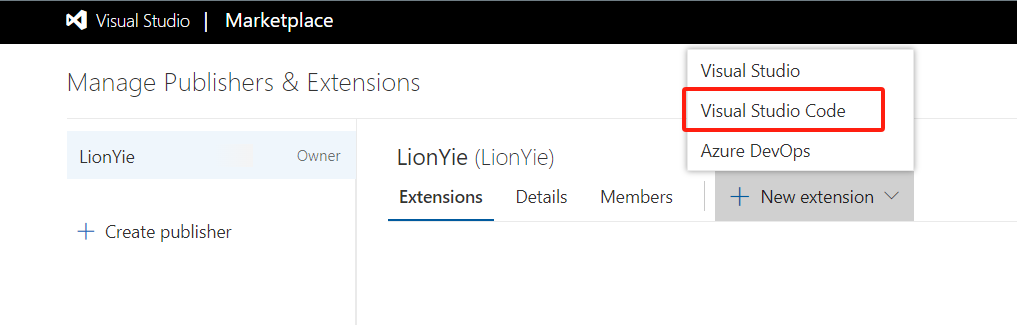 Visual Studio | Marketplace
Manage Publishers & Extensions
Visual Studio
Visual Studio Code
Azure DevOps
LionYie Owner
LionYie (LionYie)
Extensions Details Members + New extension
+ Create publisher